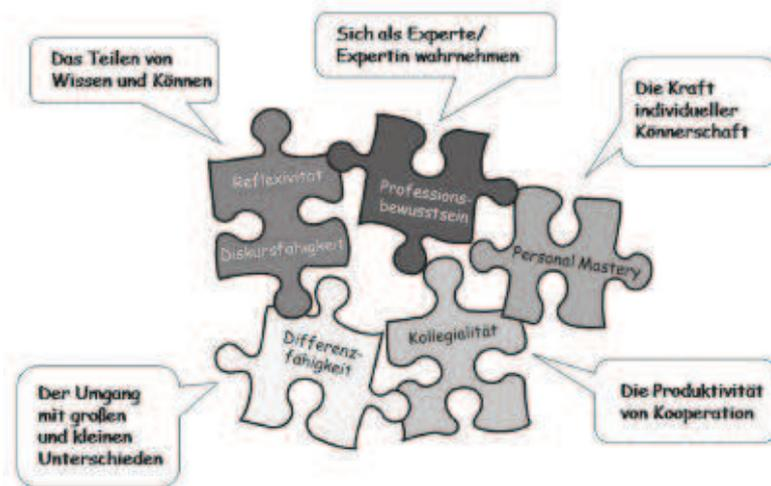 Das Teilen von
Wissen und Können
Sich als Experte/
Expertin wahrnehmen
Die Kraft
individueller
Könnerschaft
Reflexivität
Diskursfähigkeit
Professions-
bewusstsein
Personal Mastery
Differenz-
fähigkeit
Kollegialität
Der Umgang
mit großen
und kleinen
Unterschieden
Die Produktivität
von Kooperation